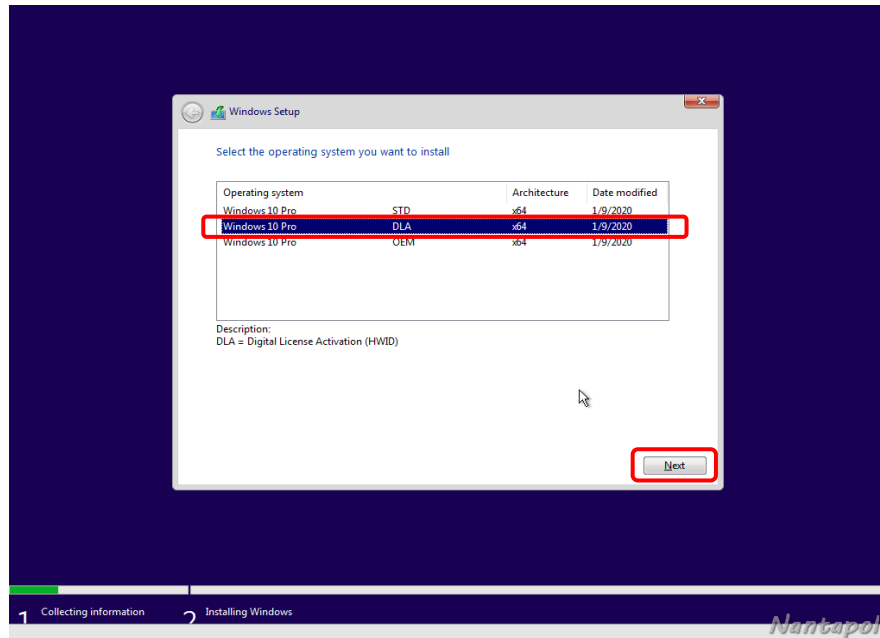 Windows Setup
Select the operating system you want to install
Operating system Architecture Date modified
Windows 10 Pro STD x64 1/9/2020
Windows 10 Pro DLA x64 1/9/2020
Windows 10 Pro OEM x64 1/9/2020
Description:
DLA = Digital License Activation (HWID)
Next
1 Collecting information 2 Installing Windows
Nantapol